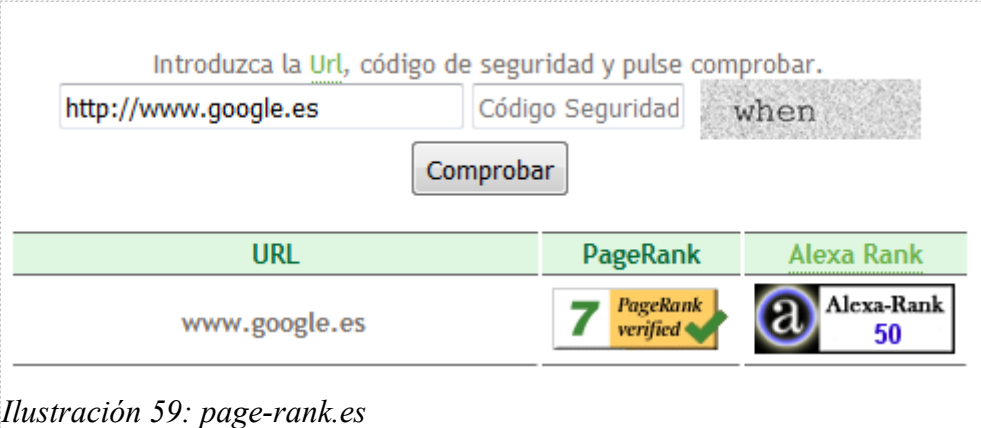 Introduzca la Url, código de seguridad y pulse comprobar.
http://www.google.es Código Seguridad when
Comprobar
URL PageRank Alexa Rank
www.google.es 7 PageRank verified a Alexa-Rank 50
Ilustración 59: page-rank.es